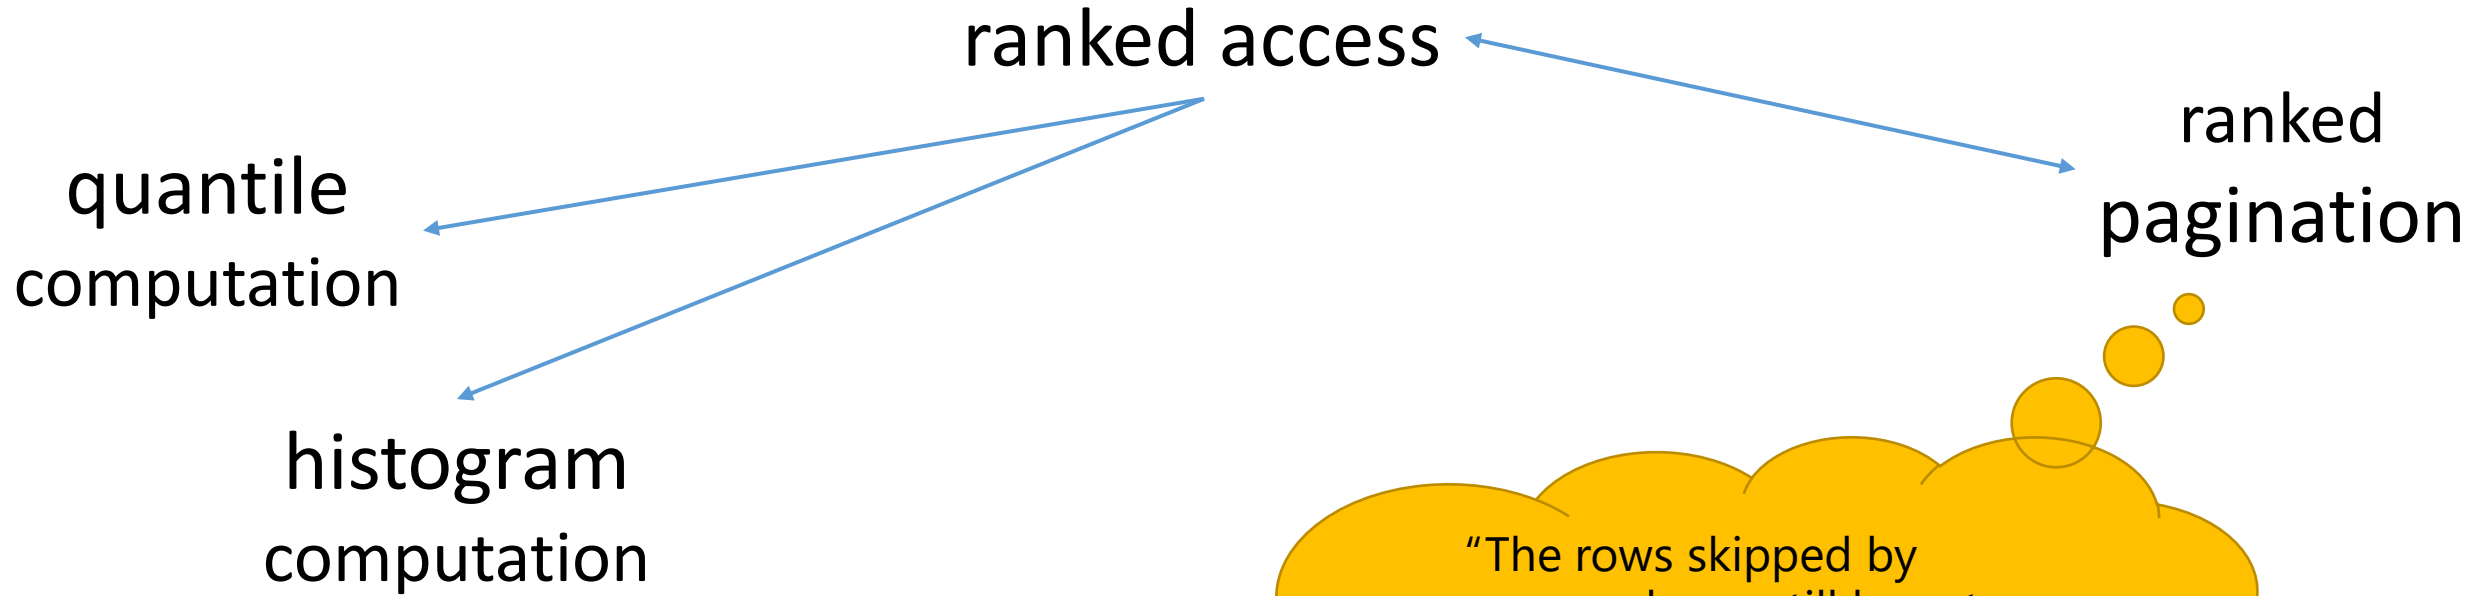 ranked access
ranked
pagination
quantile
computation
histogram
computation
“The rows skipped by